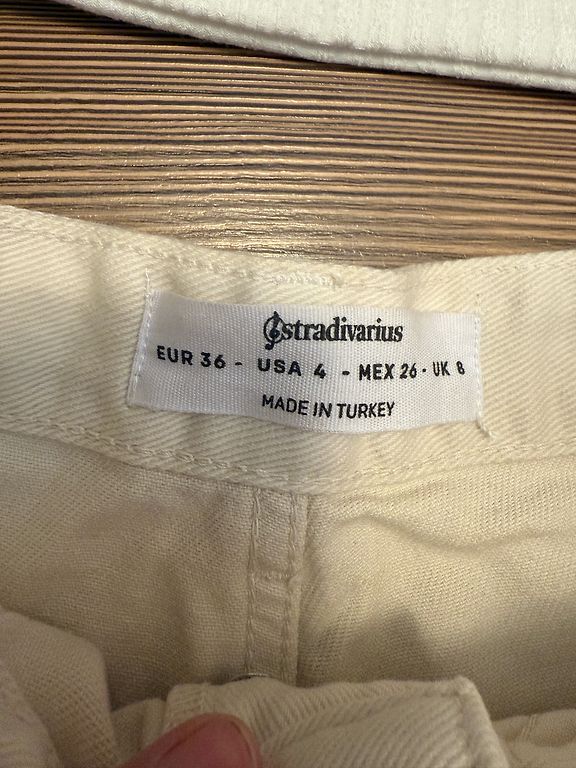 stradivarius
EUR 36 - USA 4 - MEX 26 - UK 8
MADE IN TURKEY